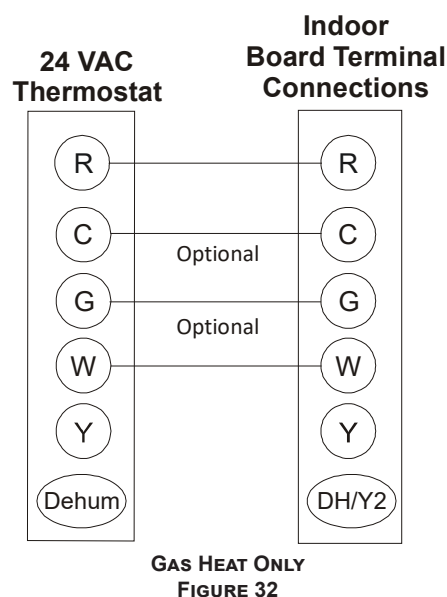 24 VAC
Thermostat
Indoor
Board Terminal
Connections
R
R
C
C
Optional
G
G
Optional
W
W
Y
Y
Dehum
DH/Y2
GAS HEAT ONLY
FIGURE 32